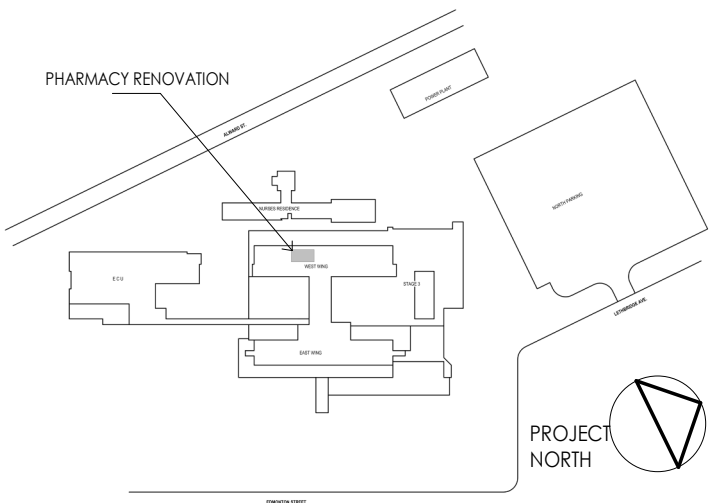 PHARMACY RENOVATION
POWER PLANT
ALWARD ST.
NORTH PARKING
NURSES RESIDENCE
WEST WING
E C U
STAGE 3
LETHBRIDGE AVE.
EAST WING
PROJECT
NORTH
EDMONTON STREET